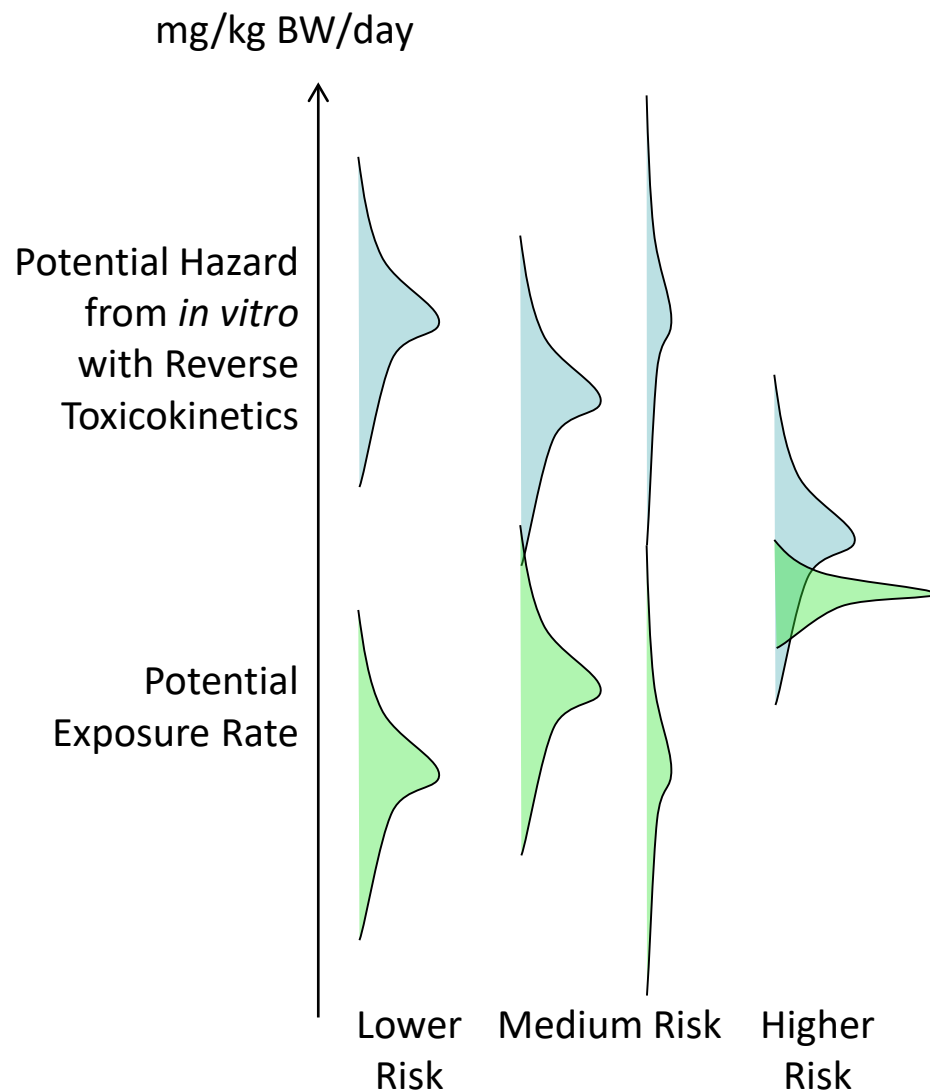 mg/kg BW/day
Potential Hazard
from in vitro
with Reverse
Toxicokinetics
Potential
Exposure Rate
Lower
Risk
Medium Risk
Higher
Risk